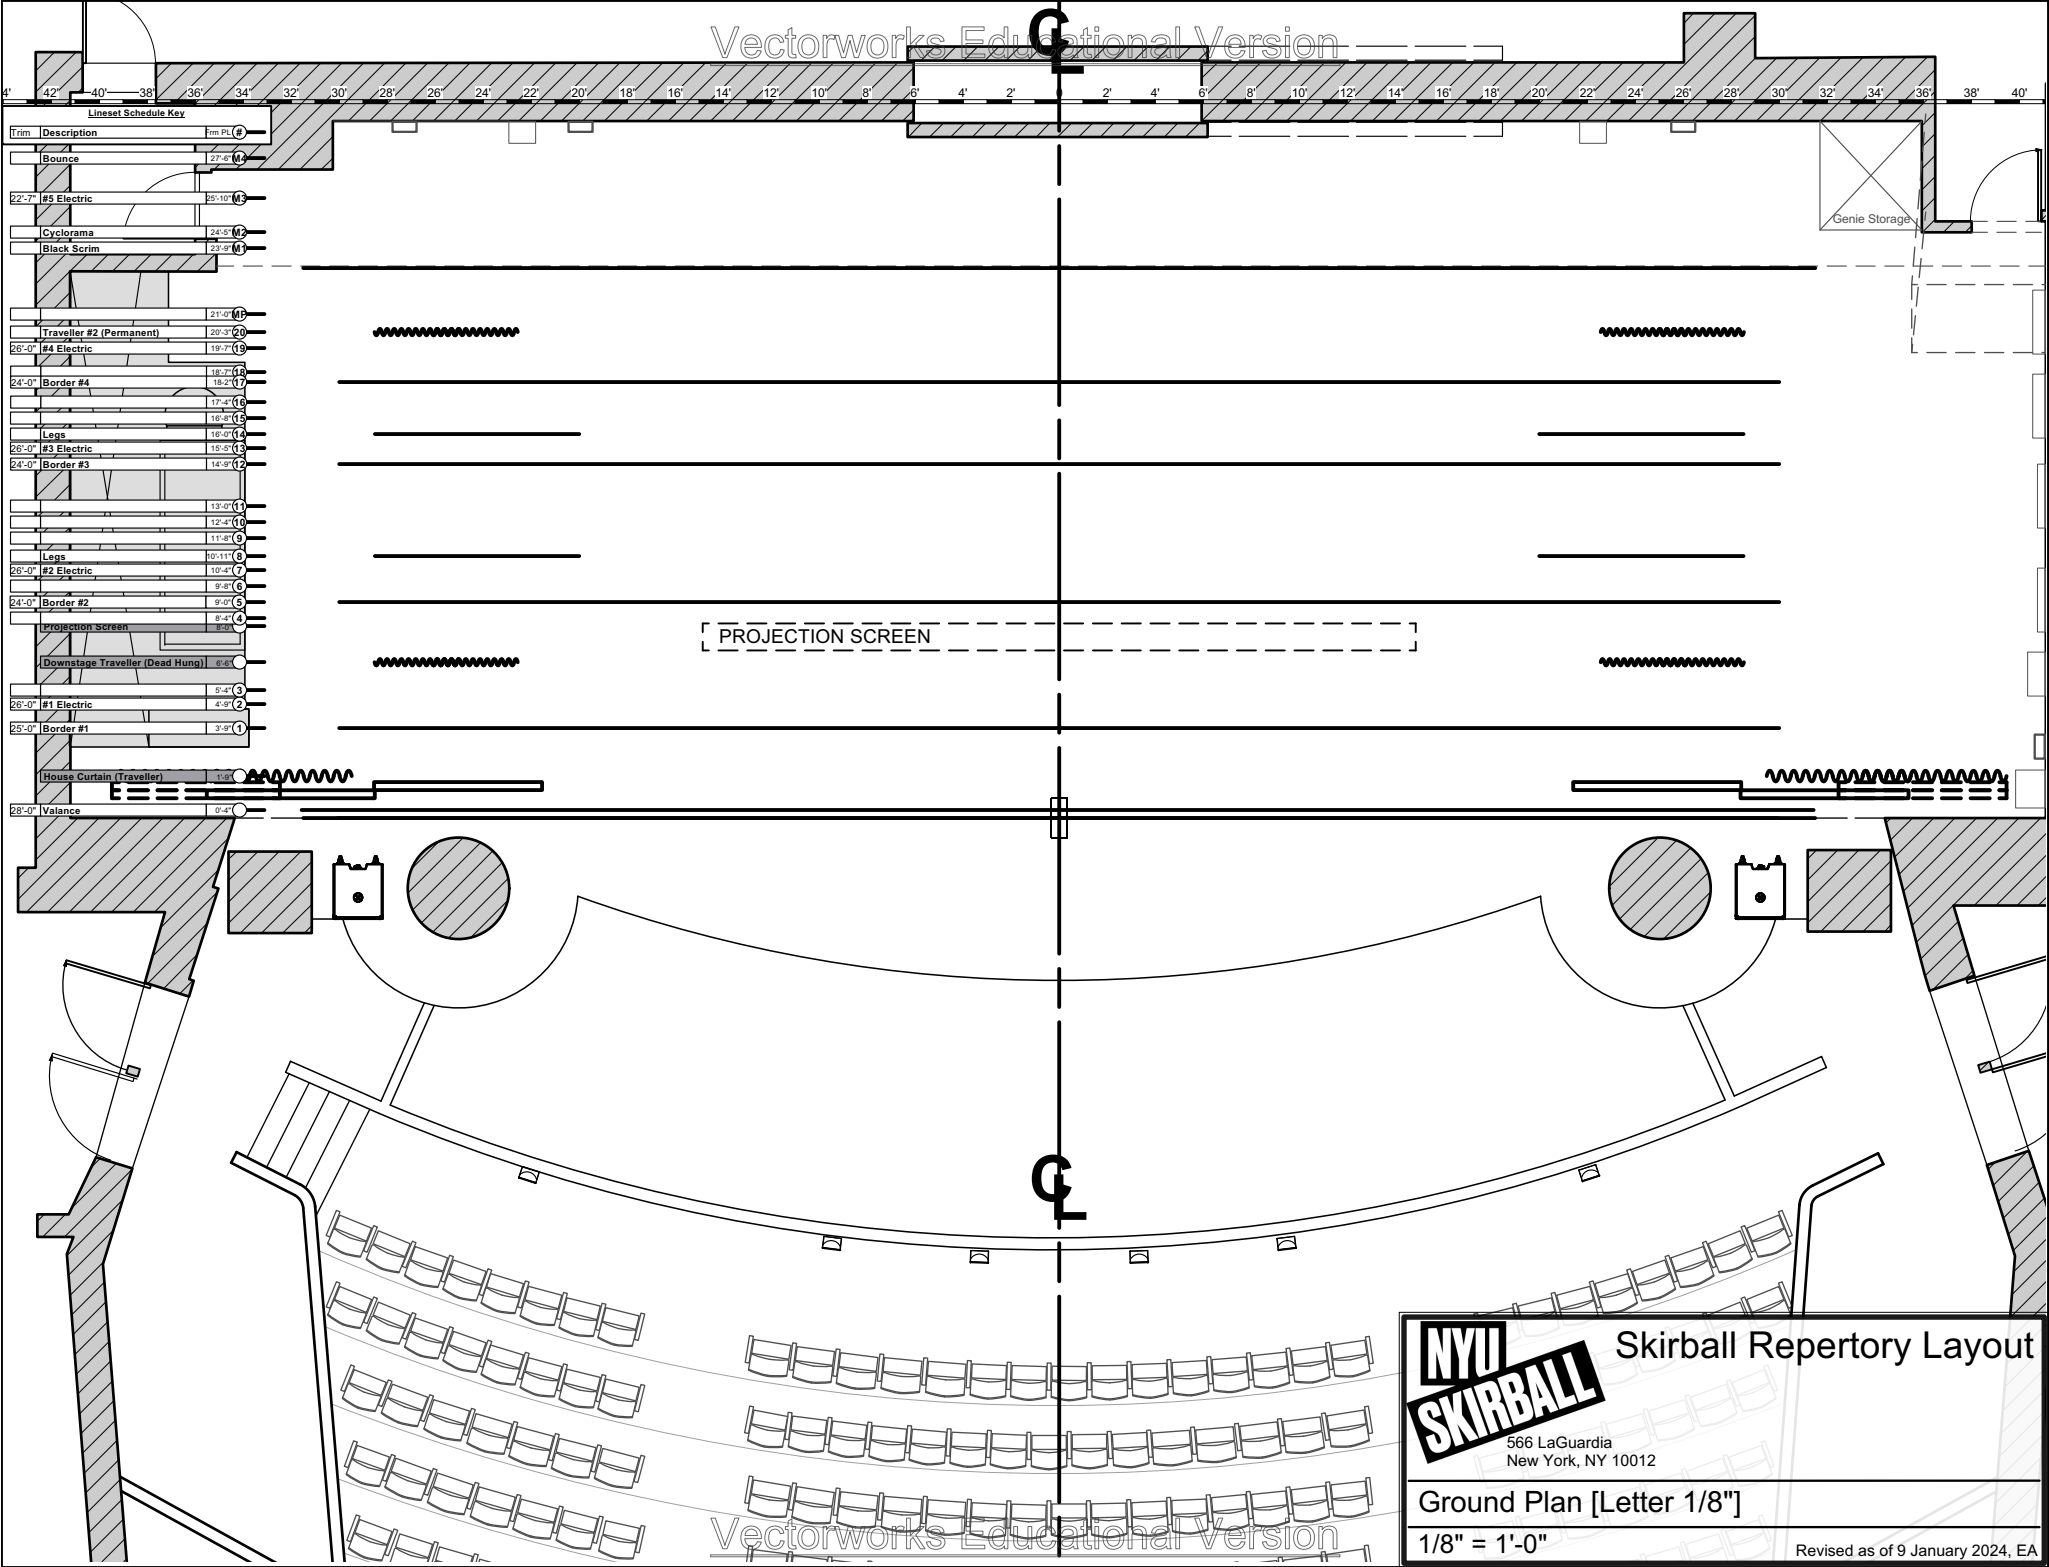 Vectorworks Educational Version
CL
4' 42' 40' 38' 36' 34' 32' 30' 28' 26' 24' 22' 20' 18' 16' 14' 12' 10' 8' 6' 4' 2' 0 2' 4' 6' 8' 10' 12' 14' 16' 18' 20' 22' 24' 26' 28' 30' 32' 34' 36' 38' 40'
Lineset Schedule Key
Trim Description Frm PL #
Bounce 27'-6" M4
22'-7" #5 Electric 25'-10" M3
Genie Storage
Cyclorama 24'-5" M2
Black Scrim 23'-9" M1
21'-0" MP
Traveller #2 (Permanent) 20'-3" 20
26'-0" #4 Electric 19'-7" 19
18'-7" 18
24'-0" Border #4 18-2" 17
17'-4" 16
16'-8" 15
Legs 16'-0" 14
26'-0" #3 Electric 15'-5" 13
24'-0" Border #3 14'-9" 12
13'-0" 11
12'-4" 10
11'-8" 9
Legs 10'-11" 8
26'-0" #2 Electric 10'-4" 7
9'-8" 6
24'-0" Border #2 9'-0" 5
8'-4" 4
Projection Screen 8'-0"
PROJECTION SCREEN
Downstage Traveller (Dead Hung) 6'-6"
5'-4" 3
26'-0" #1 Electric 4'-9" 2
25'-0" Border #1 3'-9" 1
House Curtain (Traveller) 1'-9"
28'-0" Valance 0'-4"
CL
NYU
SKIRBALL
Skirball Repertory Layout
566 LaGuardia
New York, NY 10012
Ground Plan [Letter 1/8"]
1/8" = 1'-0"
Revised as of 9 January 2024, EA
Vectorworks Educational Version